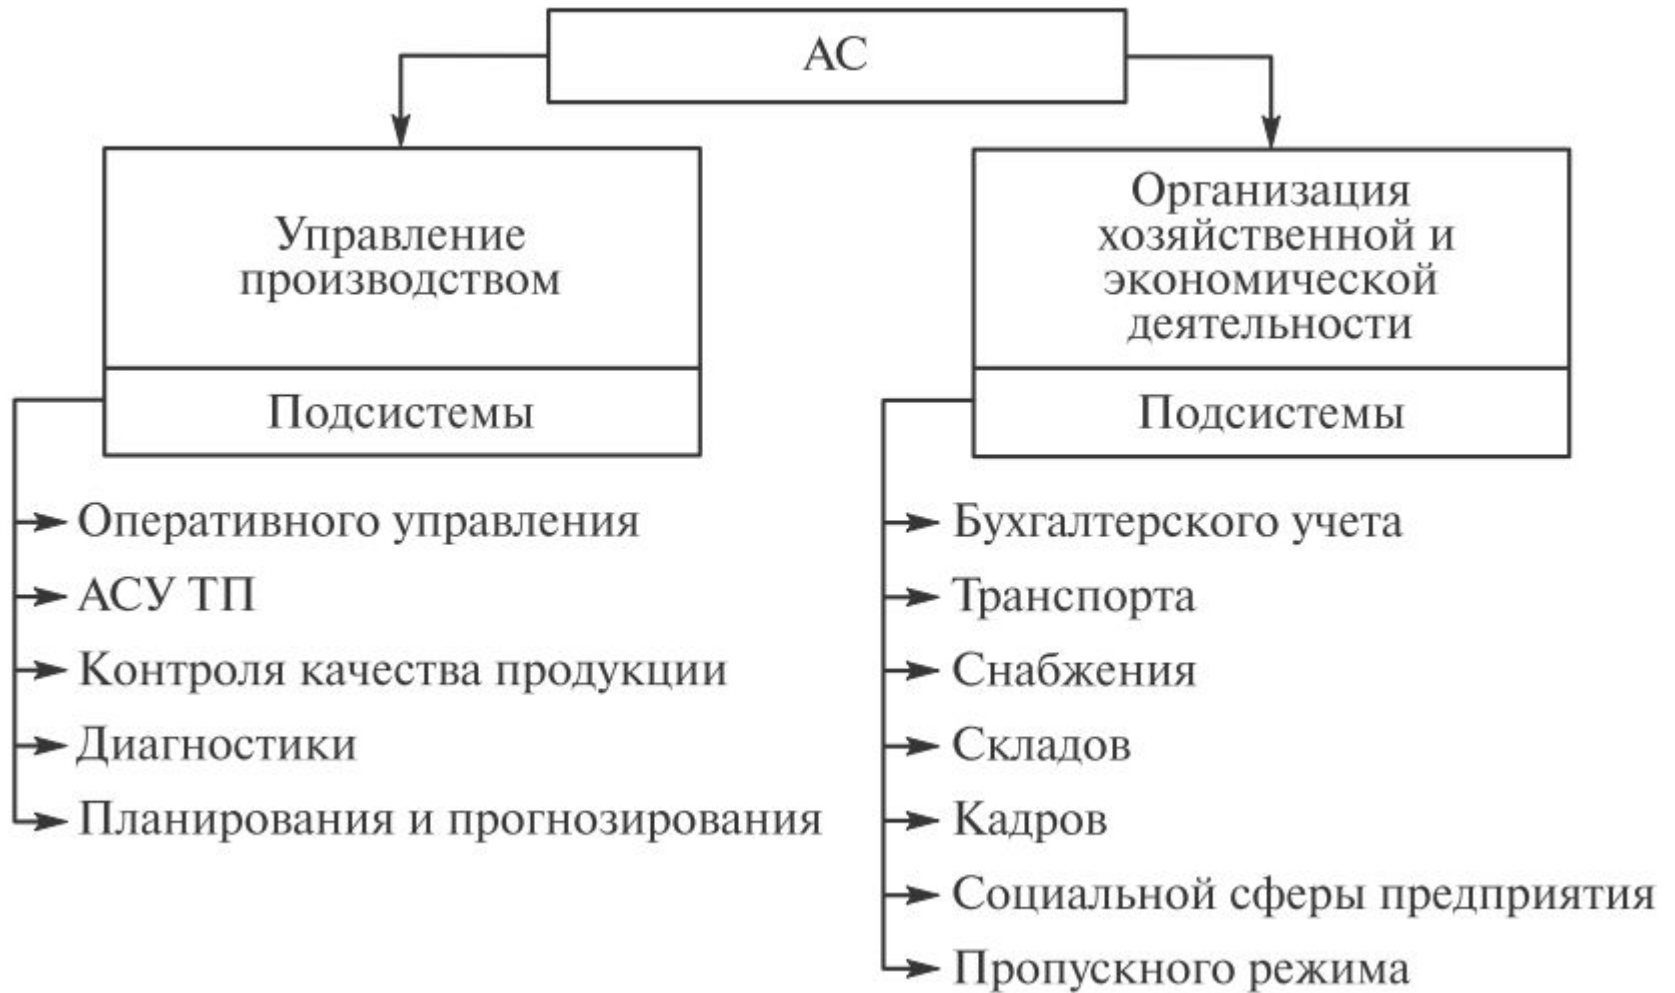 АС
Управление
производством
Подсистемы
Оперативного управления
АСУ ТП
Контроля качества продукции
Диагностики
Планирования и прогнозирования
Организация
хозяйственной и
экономической
деятельности
Подсистемы
Бухгалтерского учета
Транспорта
Снабжения
Складов
Кадров
Социальной сферы предприятия
Пропускного режима